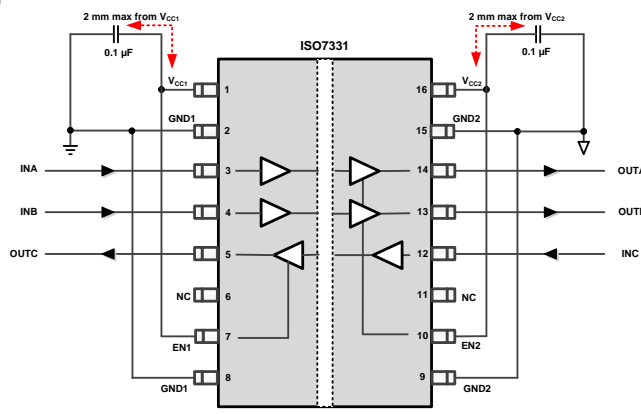 2 mm max from VCC1
2 mm max from VCC2
0.1 µF
ISO7331
0.1 µF
VCC1
1
16
VCC2
GND1
2
15
GND2
INA
3
14
OUTA
INB
4
13
OUTC
5
12
INC
NC
6
11
NC
7
10
EN1
EN2
8
9
GND1
GND2